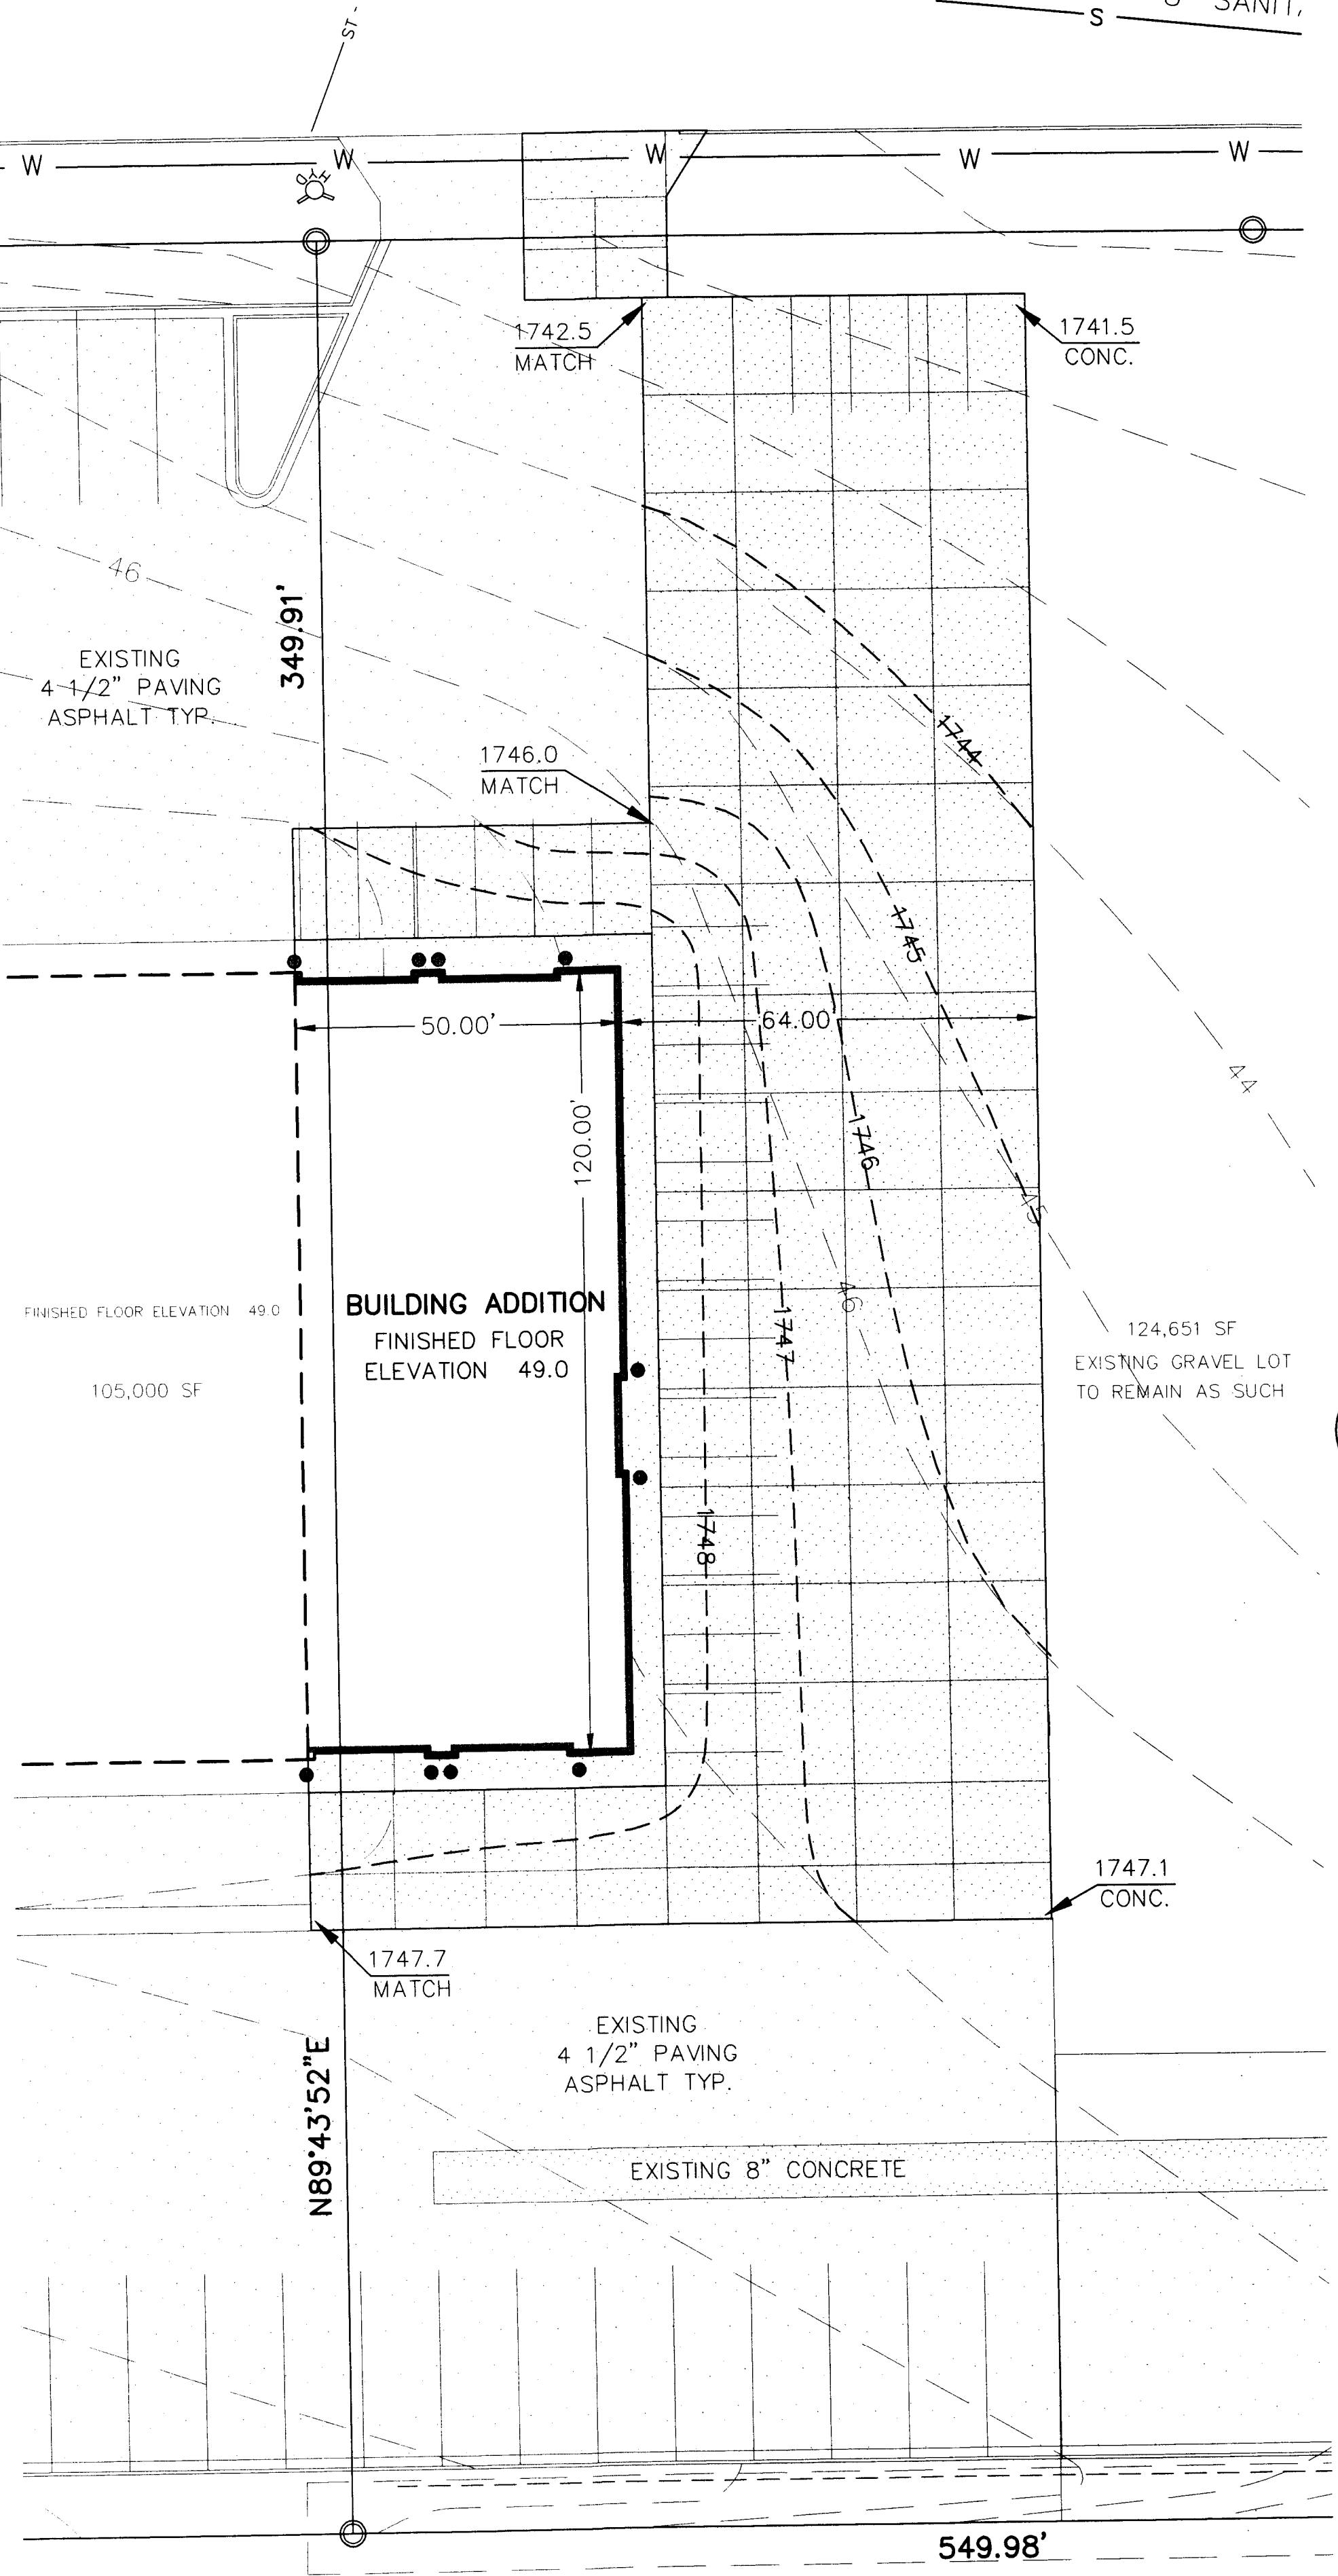 SANIT.
S
ST
W W W W W
HYD
1742.5
MATCH
1741.5
CONC.
46
349.91'
EXISTING
4 1/2" PAVING
ASPHALT TYP.
1744
1746.0
MATCH
1745
50.00'
64.00
44
120.00'
1746
45
46
BUILDING ADDITION
FINISHED FLOOR
ELEVATION 49.0
FINISHED FLOOR ELEVATION 49.0
105,000 SF
1747
124,651 SF
EXISTING GRAVEL LOT
TO REMAIN AS SUCH
1748
1747.1
CONC.
1747.7
MATCH
EXISTING
4 1/2" PAVING
ASPHALT TYP.
N89°43'52"E
EXISTING 8" CONCRETE
549.98'